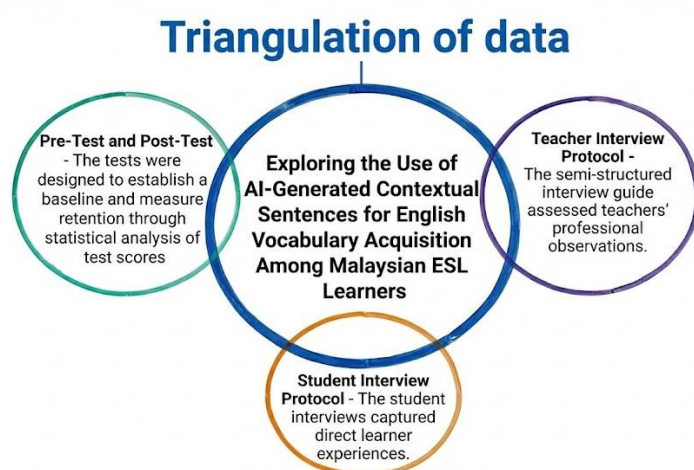 Triangulation of data
Pre-Test and Post-Test
- The tests were
designed to establish a
baseline and measure
retention through
statistical analysis of
test scores
Exploring the Use of
AI-Generated Contextual
Sentences for English
Vocabulary Acquisition
Among Malaysian ESL
Learners
Teacher Interview
Protocol -
The semi-structured
interview guide
assessed teachers'
professional
observations.
Student Interview
Protocol - The student
interviews captured
direct learner
experiences.